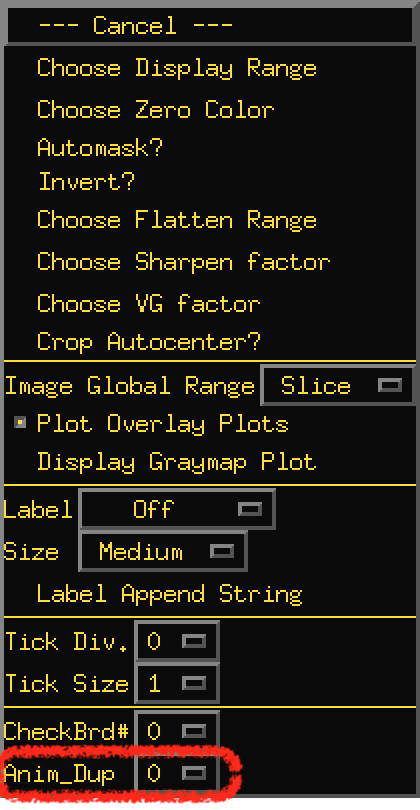 --- Cancel ---
Choose Display Range
Choose Zero Color
Automask?
Invert?
Choose Flatten Range
Choose Sharpen factor
Choose VG factor
Crop Autocenter?
Image Global Range Slice
Plot Overlay Plots
Display Graymap Plot
Label Off
Size Medium
Label Append String
Tick Div. 0
Tick Size 1
CheckBrd# 0
Anim_Dup 0